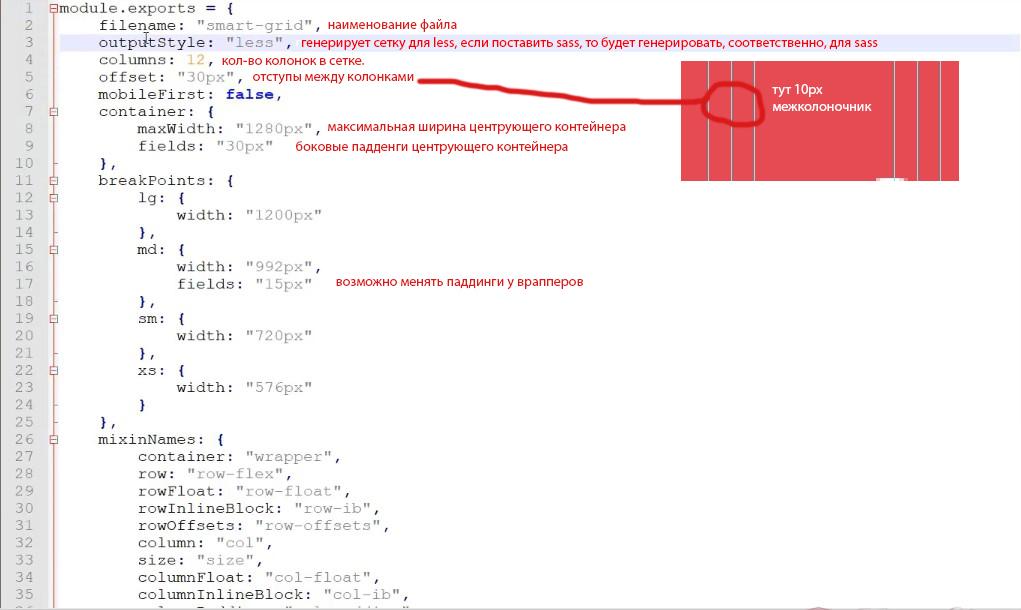 1 module.exports = {
2 filename: "smart-grid", наименование файла
3 outputStyle: "less", генерирует сетку для less, если поставить sass, то будет генерировать, соответственно, для sass
4 columns: 12, кол-во колонок в сетке.
5 offset: "30px", отступы между колонками
6 mobileFirst: false,
тут 10px
межколоночник
7 container: {
8 maxWidth: "1280px", максимальная ширина центрующего контейнера
9 fields: "30px" боковые падденги центрующего контейнера
10 },
11 breakPoints: {
12 lg: {
13 width: "1200px"
14 },
15 md: {
16 width: "992px",
17 fields: "15px" возможно менять паддинги у врапперов
18 },
19 sm: {
20 width: "720px"
21 },
22 xs: {
23 width: "576px"
24 }
25 },
26 mixinNames: {
27 container: "wrapper",
28 row: "row-flex",
29 rowFloat: "row-float",
30 rowInlineBlock: "row-ib",
31 rowOffsets: "row-offsets",
32 column: "col",
33 size: "size",
34 columnFloat: "col-float",
35 columnInlineBlock: "col-ib",